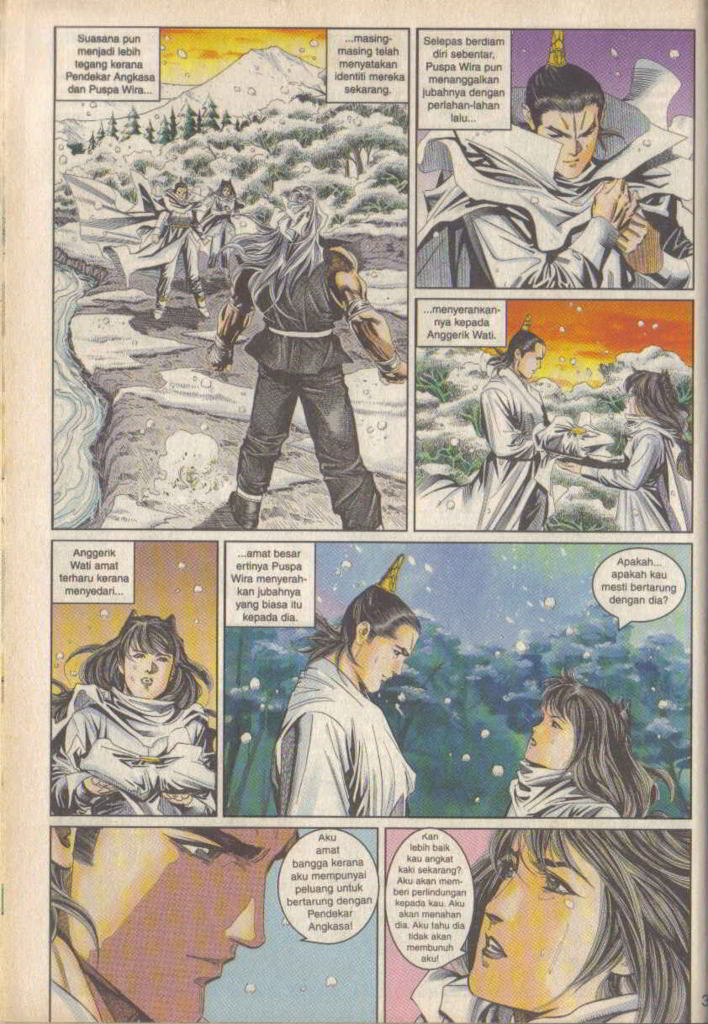 Suasana pun
menjadi lebih
tegang kerana
Pendekar Angkasa
dan Puspa Wira...
...masing-
masing telah
menyatakan
identiti mereka
sekarang.
Selepas berdiam
diri sebentar,
Puspa Wira pun
menanggalkan
jubahnya dengan
perlahan-lahan
lalu...
...menyerankan-
nya kepada
Anggerik Wati.
Anggerik
Wati amat
terharu kerana
menyedari...
...amat besar
ertinya Puspa
Wira menyerah-
kan jubahnya
yang biasa itu
kepada dia.
Apakah...
apakah kau
mesti bertarung
dengan dia?
Aku
amat
bangga kerana
aku mempunyai
peluang untuk
bertarung dengan
Pendekar
Angkasa!
Kan
lebih baik
kau angkat
kaki sekarang?
Aku akan mem-
beri perlindungan
kepada kau. Aku
akan menahan
dia. Aku tahu dia
tidak akan
membunuh
aku!
3